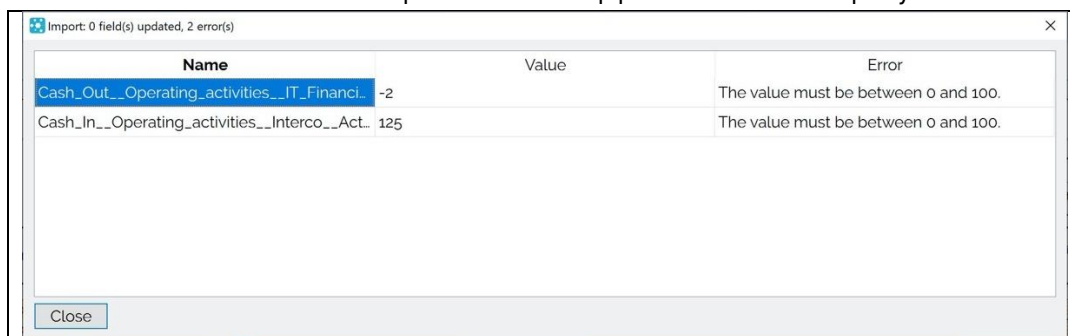 Import: 0 field(s) updated, 2 error(s)
Name Value Error
Cash_Out__Operating_activities__IT_Financi... -2 The value must be between 0 and 100.
Cash_In__Operating_activities__Interco__Act... 125 The value must be between 0 and 100.
Close